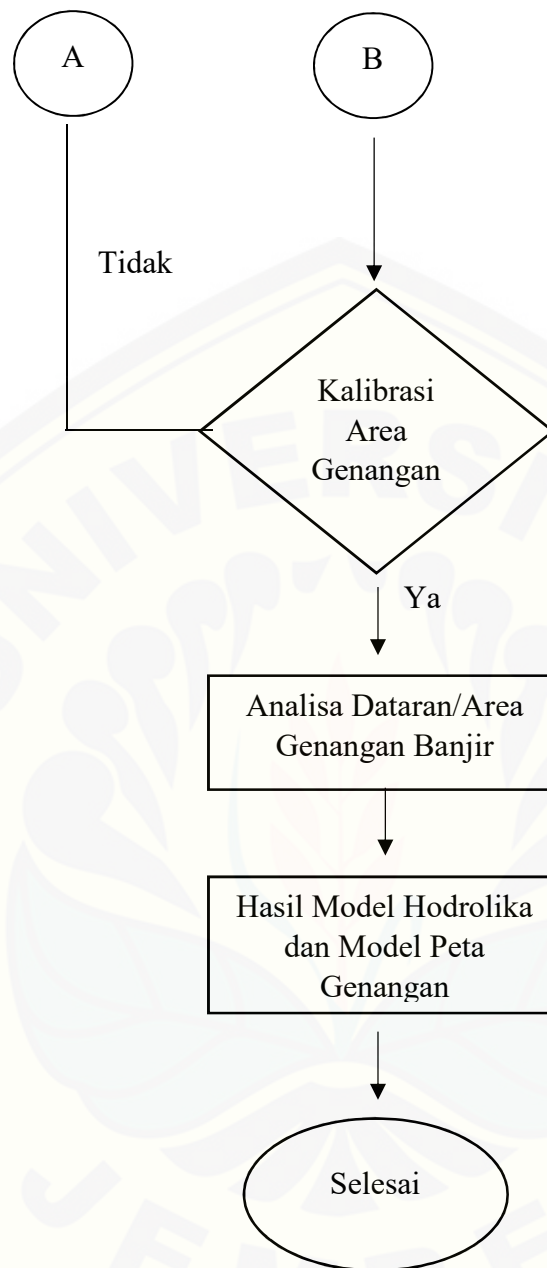 A
B
Tidak
Kalibrasi
Area
Genangan
Ya
Analisa Dataran/Area
Genangan Banjir
Hasil Model Hodrolika
dan Model Peta
Genangan
Selesai